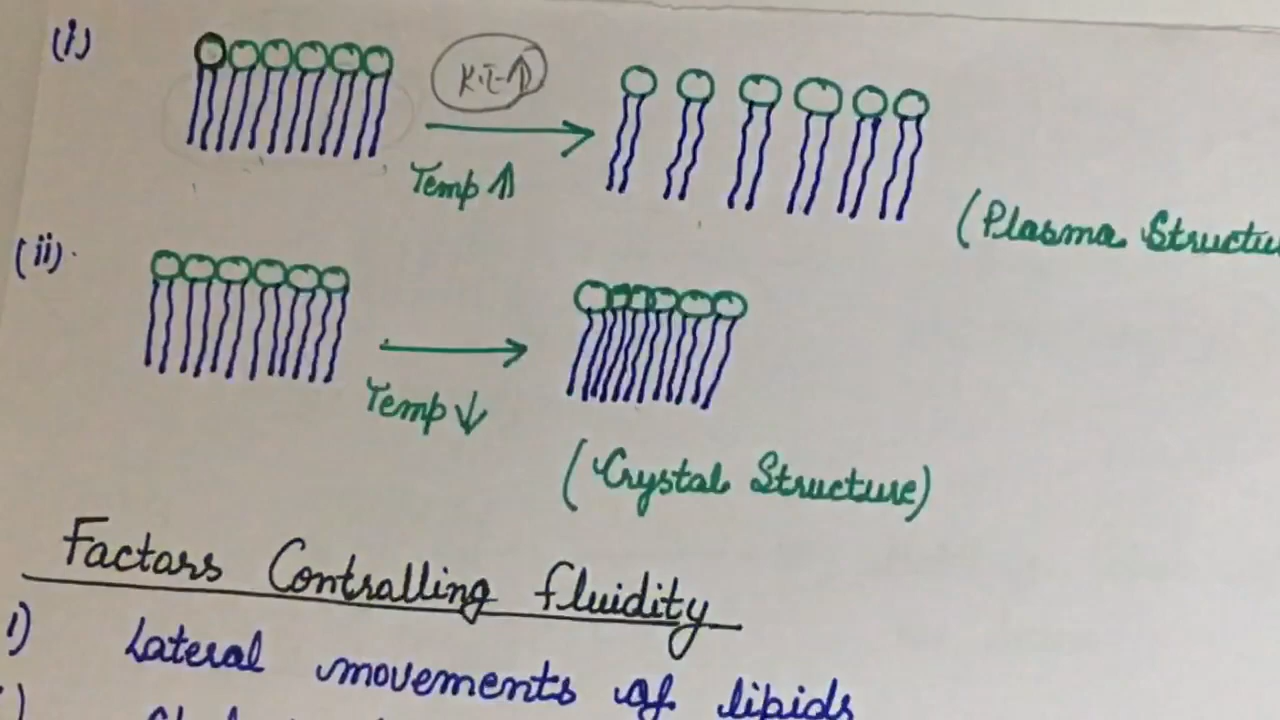 (i)
K.E↑
Temp ↑
(Plasma Structu
(ii)
Temp ↓
(Crystal Structure)
Factors Controlling fluidity
1) Lateral movements of lipids